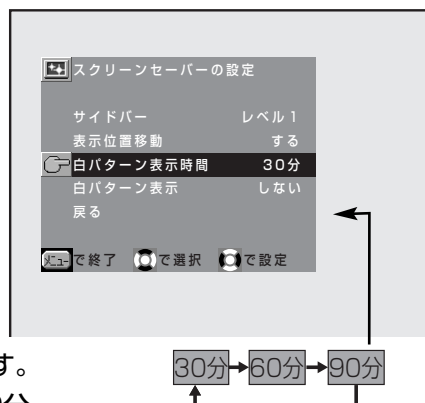 スクリーンセーバーの設定
サイドバー レベル1
表示位置移動 する
白パターン表示時間 30分
白パターン表示 しない
戻る
メニューで終了 で選択 で設定
す。
30分 60分 90分